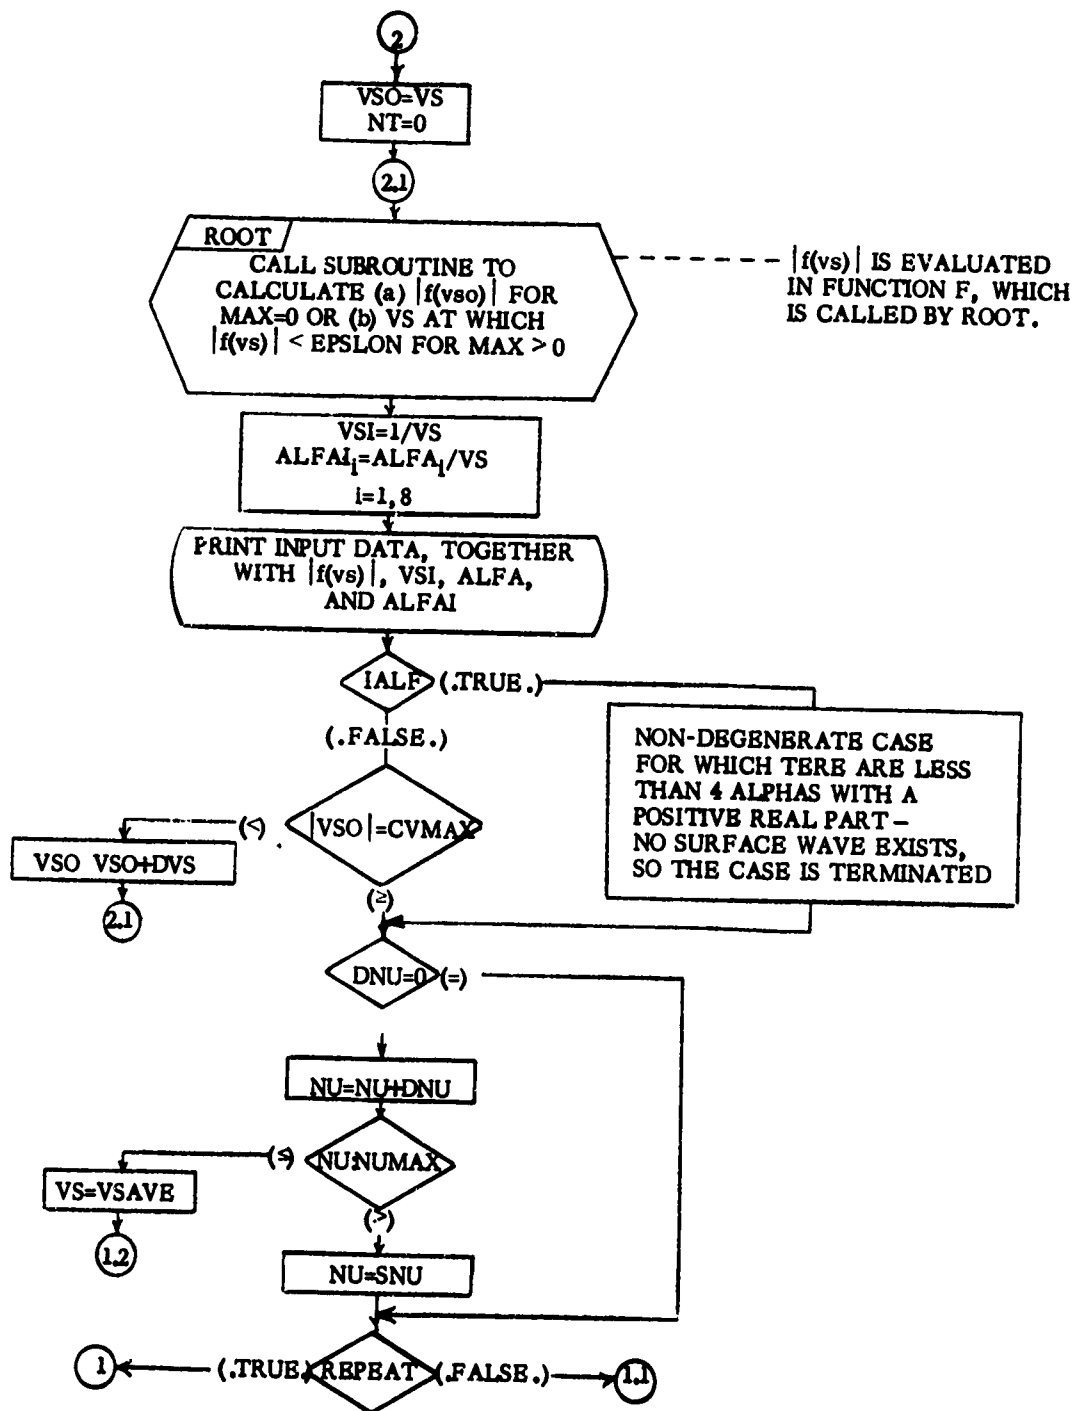 2
VSO=VS
NT=0
2.1
ROOT
CALL SUBROUTINE TO
CALCULATE (a) |f(vso)| FOR
MAX=0 OR (b) VS AT WHICH
|f(vs)| < EPSLON FOR MAX > 0
|f(vs)| IS EVALUATED
IN FUNCTION F, WHICH
IS CALLED BY ROOT.
VSI=1/VS
ALFAIi=ALFAi/VS
i=1, 8
PRINT INPUT DATA, TOGETHER
WITH |f(vs)|, VSI, ALFA,
AND ALFAI
IALF (.TRUE.)
(.FALSE.)
NON-DEGENERATE CASE
FOR WHICH TERE ARE LESS
THAN 4 ALPHAS WITH A
POSITIVE REAL PART –
NO SURFACE WAVE EXISTS,
SO THE CASE IS TERMINATED
(<) |VSO|=CVMAX
VSO VSO+DVS
2.1
(≥)
DNU=0 (=)
NU=NU+DNU
(≤) NU:NUMAX
VS=VSAVE
1.2
(>)
NU=SNU
1 (.TRUE.) REPEAT (.FALSE.) 1.1